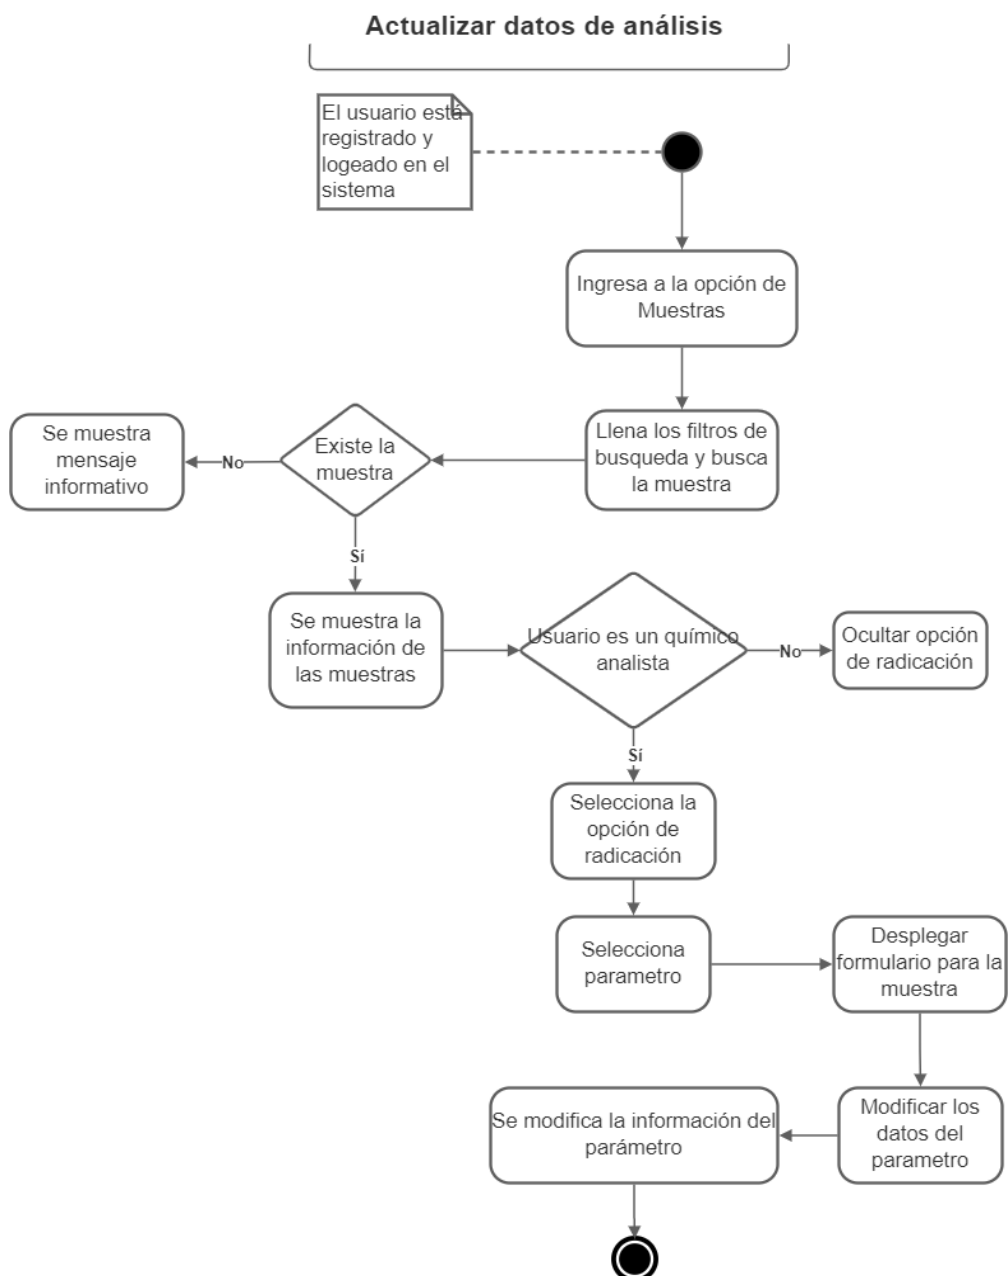 Actualizar datos de análisis
El usuario está
registrado y
logeado en el
sistema
Ingresa a la opción de
Muestras
Llena los filtros de
busqueda y busca
la muestra
Existe la
muestra
No
Se muestra
mensaje
informativo
Sí
Se muestra la
información de
las muestras
Usuario es un químico
analista
No
Ocultar opción
de radicación
Sí
Selecciona la
opción de
radicación
Selecciona
parametro
Desplegar
formulario para la
muestra
Modificar los
datos del
parametro
Se modifica la información del
parámetro